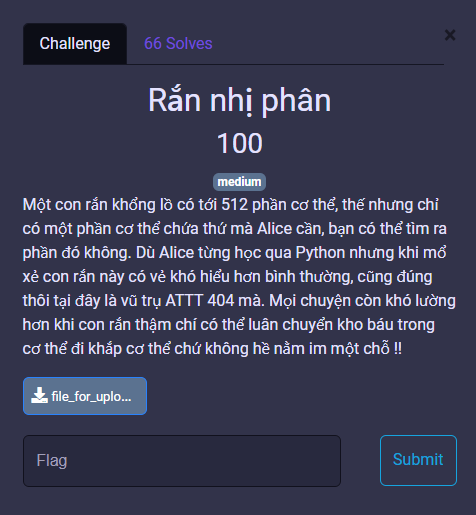 Challenge
66 Solves
×
Rắn nhị phân
100
medium
Một con rắn khổng lồ có tới 512 phần cơ thể, thế nhưng chỉ
có một phần cơ thể chứa thứ mà Alice cần, bạn có thể tìm ra
phần đó không. Dù Alice từng học qua Python nhưng khi mổ
xẻ con rắn này có vẻ khó hiểu hơn bình thường, cũng đúng
thôi tại đây là vũ trụ ATTT 404 mà. Mọi chuyện còn khó lường
hơn khi con rắn thậm chí có thể luân chuyển kho báu trong
cơ thể đi khắp cơ thể chứ không hề nằm im một chỗ !!
file_for_uplo...
Flag
Submit